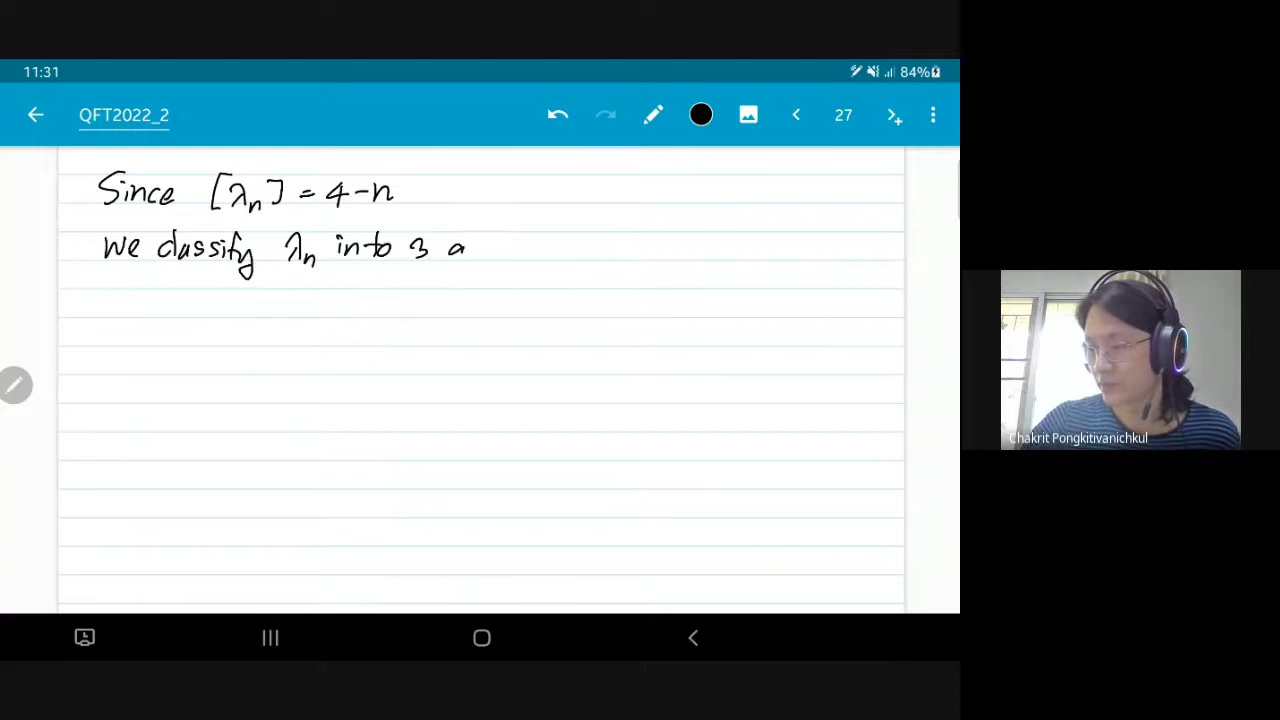 11:31
84%
QFT2022_2
27
Since [λₙ] = 4-n
We classify λₙ into 3 a
Chakrit Pongkitivanichkul